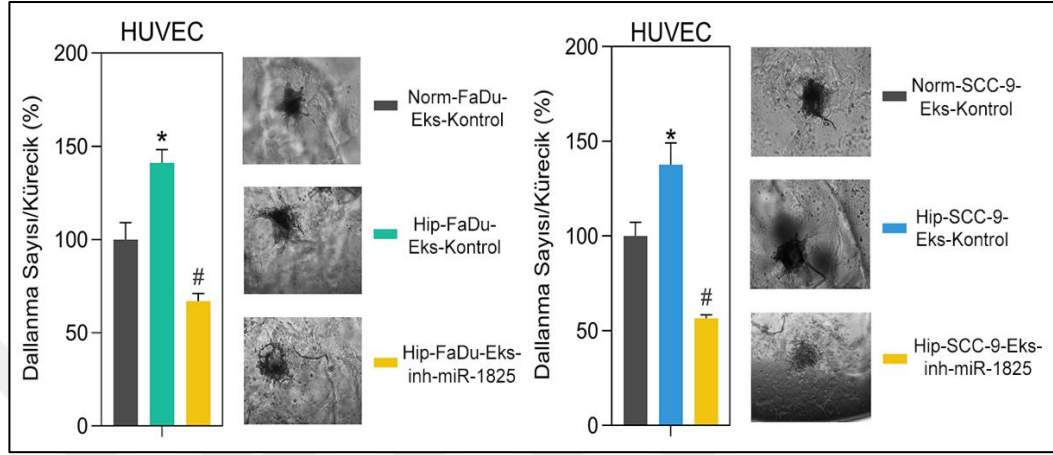 HUVEC
Dallanma Sayısı/Kürecik (%)
200
150
100
50
0
*
#
Norm-FaDu-
Eks-Kontrol
Hip-FaDu-
Eks-Kontrol
Hip-FaDu-Eks-
inh-miR-1825
HUVEC
Dallanma Sayısı/Kürecik (%)
200
150
100
50
0
*
#
Norm-SCC-9-
Eks-Kontrol
Hip-SCC-9-
Eks-Kontrol
Hip-SCC-9-Eks-
inh-miR-1825